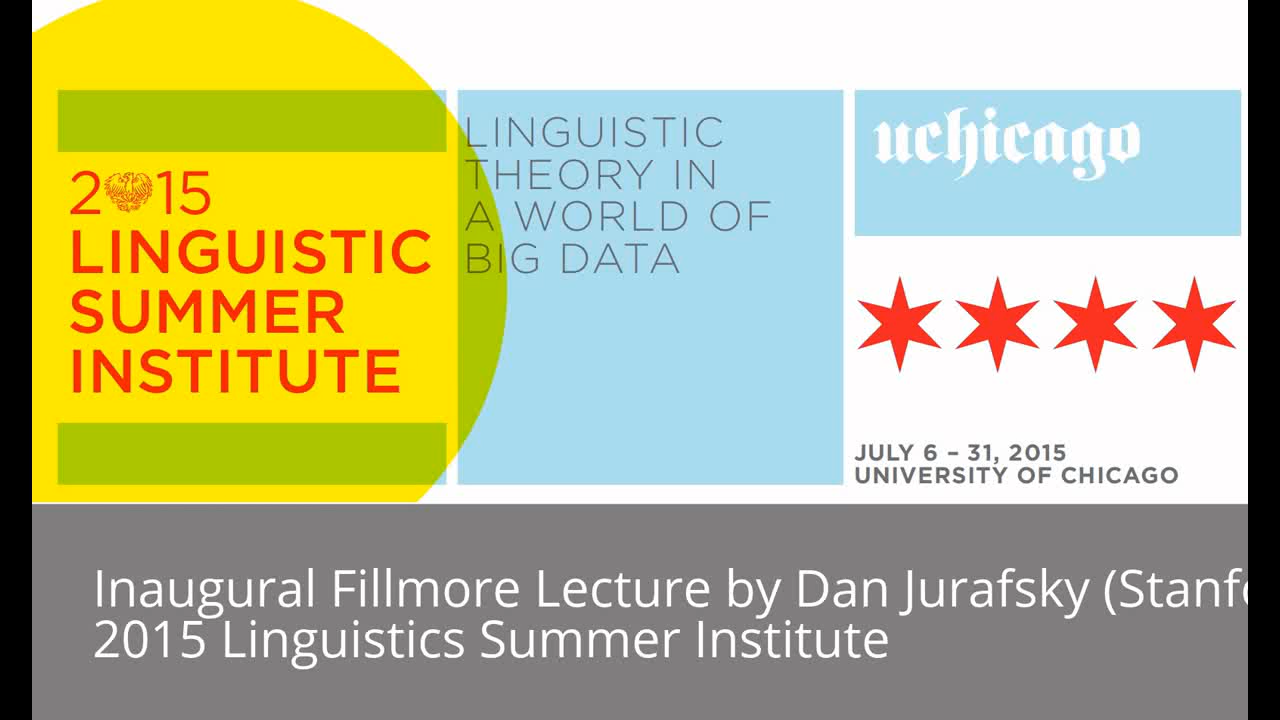 2015
LINGUISTIC
SUMMER
INSTITUTE
LINGUISTIC
THEORY IN
A WORLD OF
BIG DATA
uchicago
JULY 6 – 31, 2015
UNIVERSITY OF CHICAGO
Inaugural Fillmore Lecture by Dan Jurafsky (Stanfo
2015 Linguistics Summer Institute